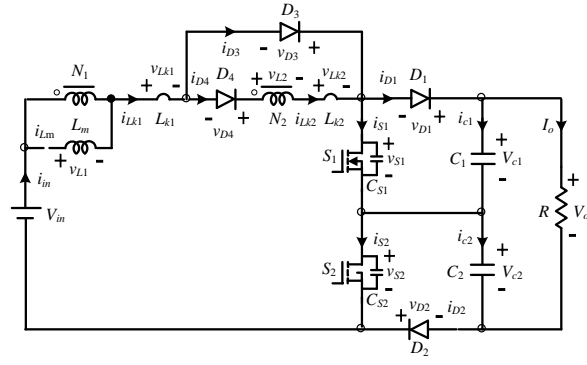 D3
iD3 - vD3 +
N1
- vLk1 +
iD4 D4
+ vL2 -
+ vLk2 -
iD1 D1
iLm Lm
iLk1 Lk1
- vD4 +
N2 iLk2 Lk2
iS1
- vD1 +
ic1
Io
+ vL1 -
iin
S1
+ vS1 -
CS1
C1
+ Vc1 -
Vin
R
+ Vo -
iS2
ic2
S2
+ vS2 -
CS2
C2
+ Vc2 -
+ vD2 - iD2
D2